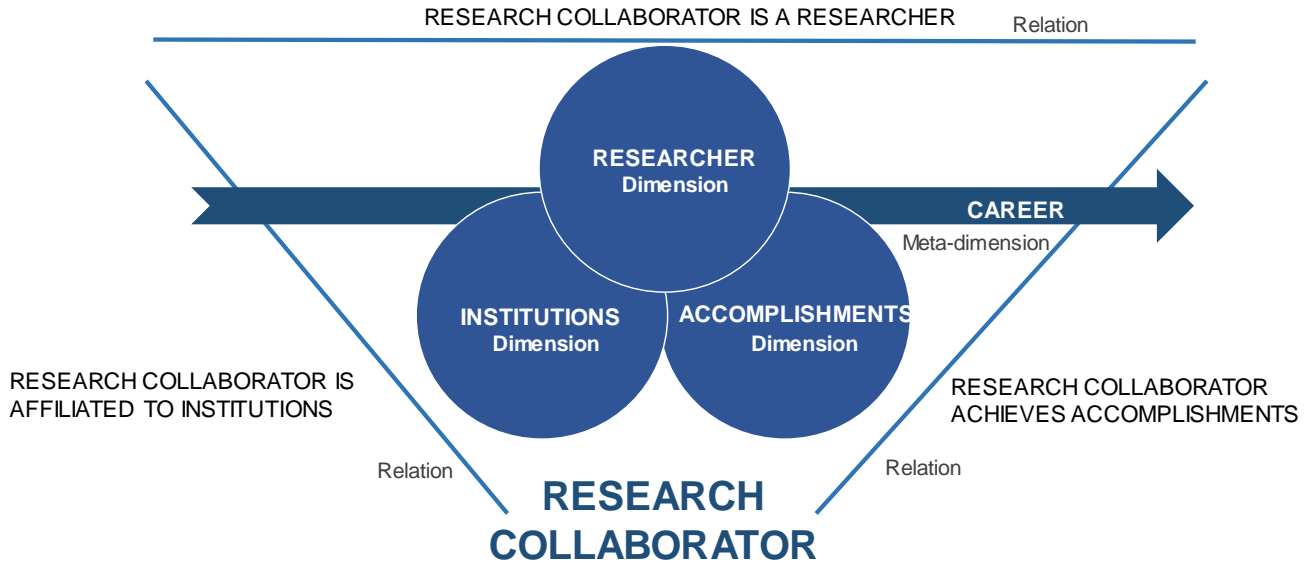 RESEARCH COLLABORATOR IS A RESEARCHER
Relation
RESEARCHER
Dimension
CAREER
Meta-dimension
INSTITUTIONS
Dimension
ACCOMPLISHMENTS
Dimension
RESEARCH COLLABORATOR IS
AFFILIATED TO INSTITUTIONS
RESEARCH COLLABORATOR
ACHIEVES ACCOMPLISHMENTS
Relation
Relation
RESEARCH
COLLABORATOR